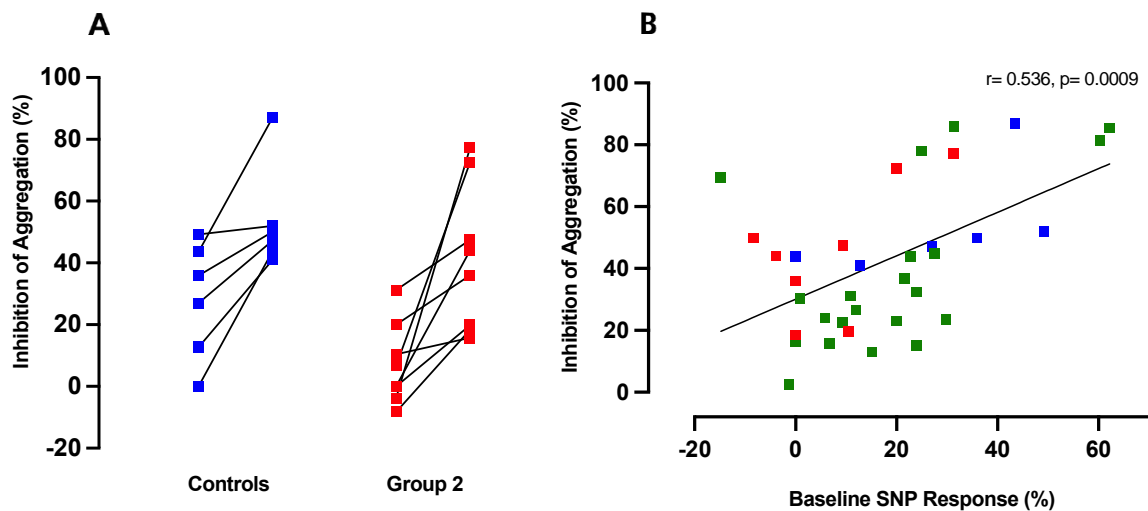 A
Inhibition of Aggregation (%)
100
80
60
40
20
0
-20
Controls
Group 2
B
r= 0.536, p= 0.0009
Inhibition of Aggregation (%)
100
80
60
40
20
0
-20
0
20
40
60
Baseline SNP Response (%)